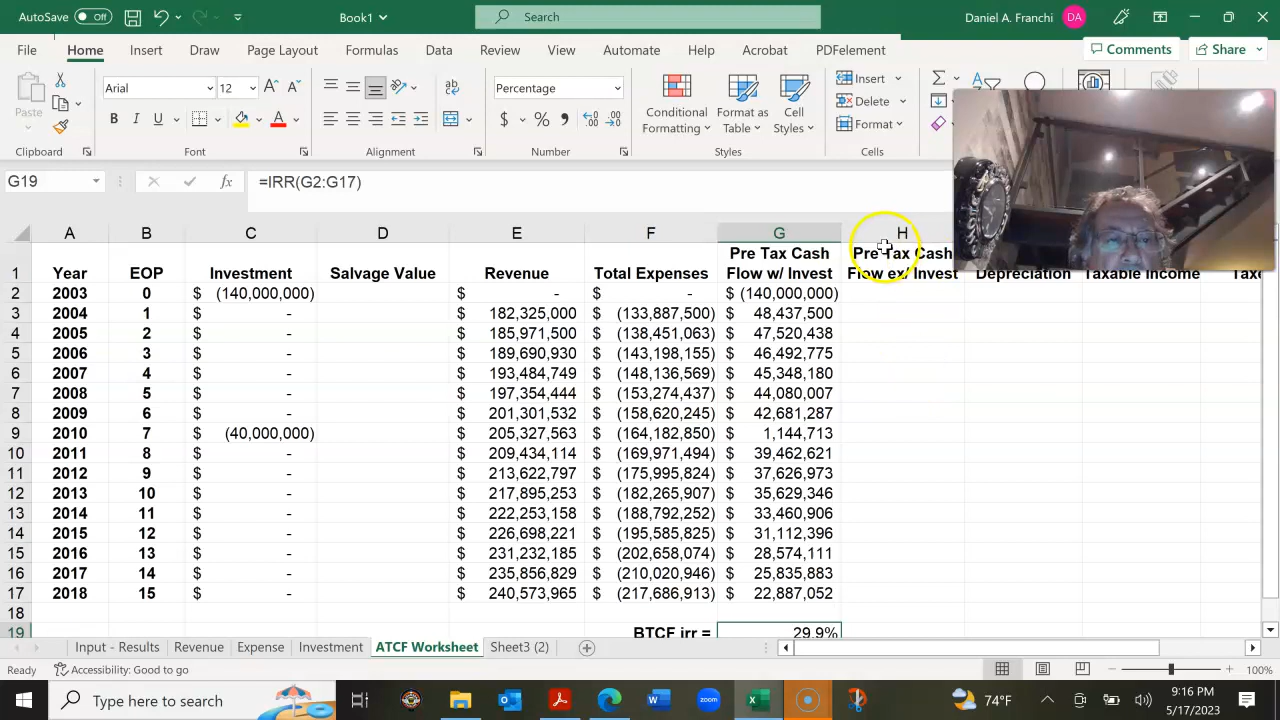 AutoSave Off Book1 Search Daniel A. Franchi DA
File Home Insert Draw Page Layout Formulas Data Review View Automate Help Acrobat PDFelement Comments Share
Paste Arial 12 Percentage Conditional Formatting Format as Table Cell Styles Insert
Delete
Format
Clipboard Font Alignment Number Styles Cells
G19 fx =IRR(G2:G17)
A B C D E F G H
1 Year EOP Investment Salvage Value Revenue Total Expenses Pre Tax Cash Flow w/ Invest Pre Tax Cash Flow ex/ Invest Depreciation Taxable Income
2 2003 0 $ (140,000,000) $ - $ - $ (140,000,000)
3 2004 1 $ - $ 182,325,000 $ (133,887,500) $ 48,437,500
4 2005 2 $ - $ 185,971,500 $ (138,451,063) $ 47,520,438
5 2006 3 $ - $ 189,690,930 $ (143,198,155) $ 46,492,775
6 2007 4 $ - $ 193,484,749 $ (148,136,569) $ 45,348,180
7 2008 5 $ - $ 197,354,444 $ (153,274,437) $ 44,080,007
8 2009 6 $ - $ 201,301,532 $ (158,620,245) $ 42,681,287
9 2010 7 $ (40,000,000) $ 205,327,563 $ (164,182,850) $ 1,144,713
10 2011 8 $ - $ 209,434,114 $ (169,971,494) $ 39,462,621
11 2012 9 $ - $ 213,622,797 $ (175,995,824) $ 37,626,973
12 2013 10 $ - $ 217,895,253 $ (182,265,907) $ 35,629,346
13 2014 11 $ - $ 222,253,158 $ (188,792,252) $ 33,460,906
14 2015 12 $ - $ 226,698,221 $ (195,585,825) $ 31,112,396
15 2016 13 $ - $ 231,232,185 $ (202,658,074) $ 28,574,111
16 2017 14 $ - $ 235,856,829 $ (210,020,946) $ 25,835,883
17 2018 15 $ - $ 240,573,965 $ (217,686,913) $ 22,887,052
18
19 BTCF irr = 29.9%
Input - Results Revenue Expense Investment ATCF Worksheet Sheet3 (2)
Ready Accessibility: Good to go 100%
Type here to search 74°F 9:16 PM
5/17/2023